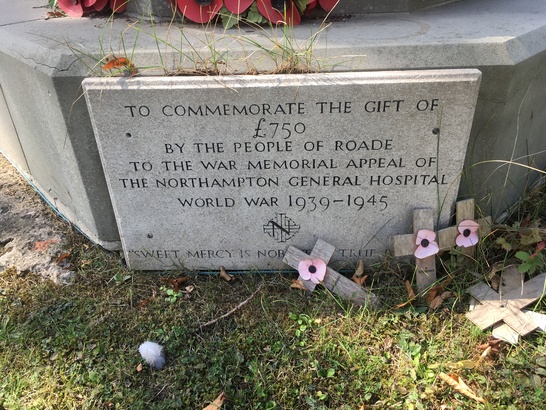 TO COMMEMORATE THE GIFT OF
£750
BY THE PEOPLE OF ROADE
TO THE WAR MEMORIAL APPEAL OF
THE NORTHAMPTON GENERAL HOSPITAL
WORLD WAR 1939-1945
"SWEET MERCY IS TRUE